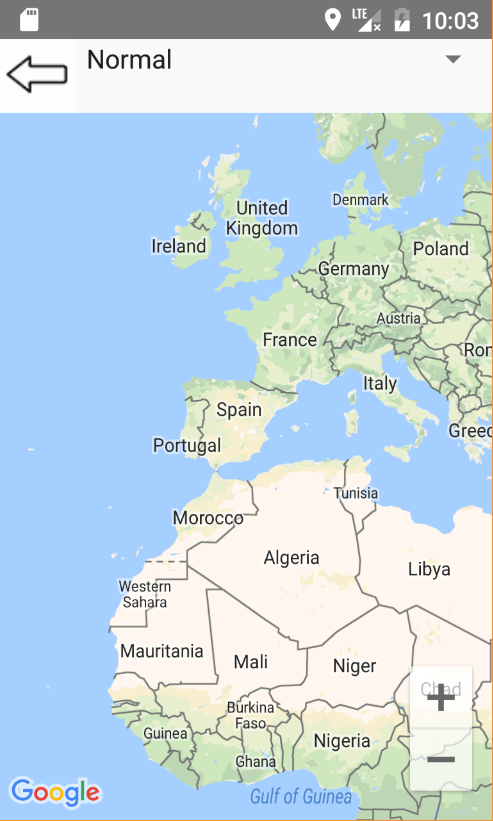 LTE
10:03
Normal
Denmark
United
Kingdom
Ireland
Poland
Germany
Austria
France
Ror
Italy
Spain
Greec
Portugal
Tunisia
Morocco
Algeria
Libya
Western
Sahara
Mauritania
Mali
Niger
Chad
+
Burkina
Faso
Guinea
Nigeria
Ghana
−
Google
Gulf of Guinea